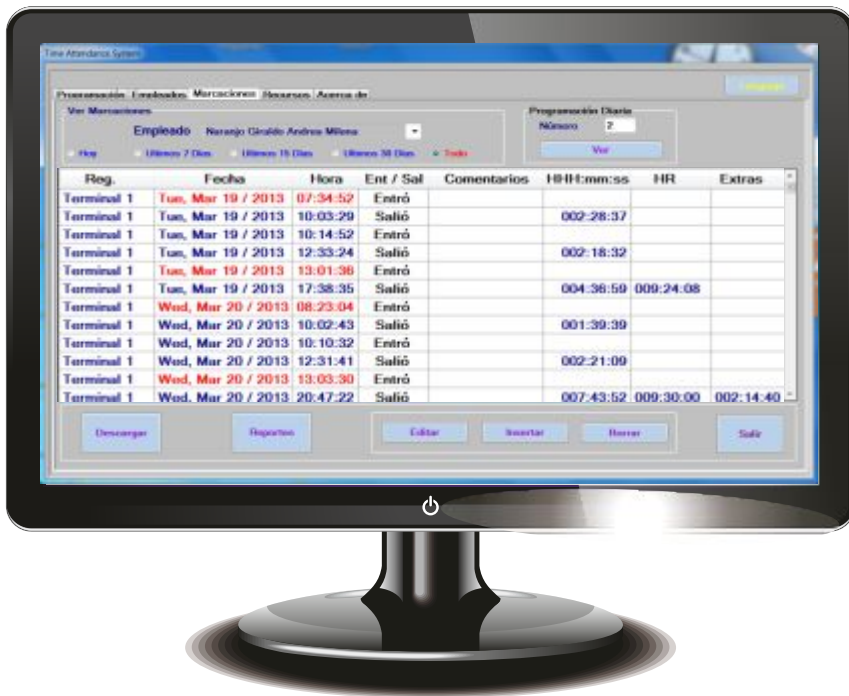 Time Attendance System
Programación Empleados Marcaciones Recursos Acerca de
Ver Marcaciones
Programación Diaria
Empleado Naranjo Giraldo Andrea Milena
Número 2
Hoy Ultimos 7 Dias Ultimos 15 Dias Ultimos 30 Dias Todo
Ver
Reg. Fecha Hora Ent / Sal Comentarios HHH:mm:ss HR Extras
Terminal 1 Tue, Mar 19 / 2013 07:34:52 Entró
Terminal 1 Tue, Mar 19 / 2013 10:03:29 Salió 002:28:37
Terminal 1 Tue, Mar 19 / 2013 10:14:52 Entró
Terminal 1 Tue, Mar 19 / 2013 12:33:24 Salió 002:18:32
Terminal 1 Tue, Mar 19 / 2013 13:01:36 Entró
Terminal 1 Tue, Mar 19 / 2013 17:38:35 Salió 004:36:59 009:24:08
Terminal 1 Wed, Mar 20 / 2013 08:23:04 Entró
Terminal 1 Wed, Mar 20 / 2013 10:02:43 Salió 001:39:39
Terminal 1 Wed, Mar 20 / 2013 10:10:32 Entró
Terminal 1 Wed, Mar 20 / 2013 12:31:41 Salió 002:21:09
Terminal 1 Wed, Mar 20 / 2013 13:03:30 Entró
Terminal 1 Wed, Mar 20 / 2013 20:47:22 Salió 007:43:52 009:30:00 002:14:40
Descargar Reportes Editar Insertar Borrar Salir